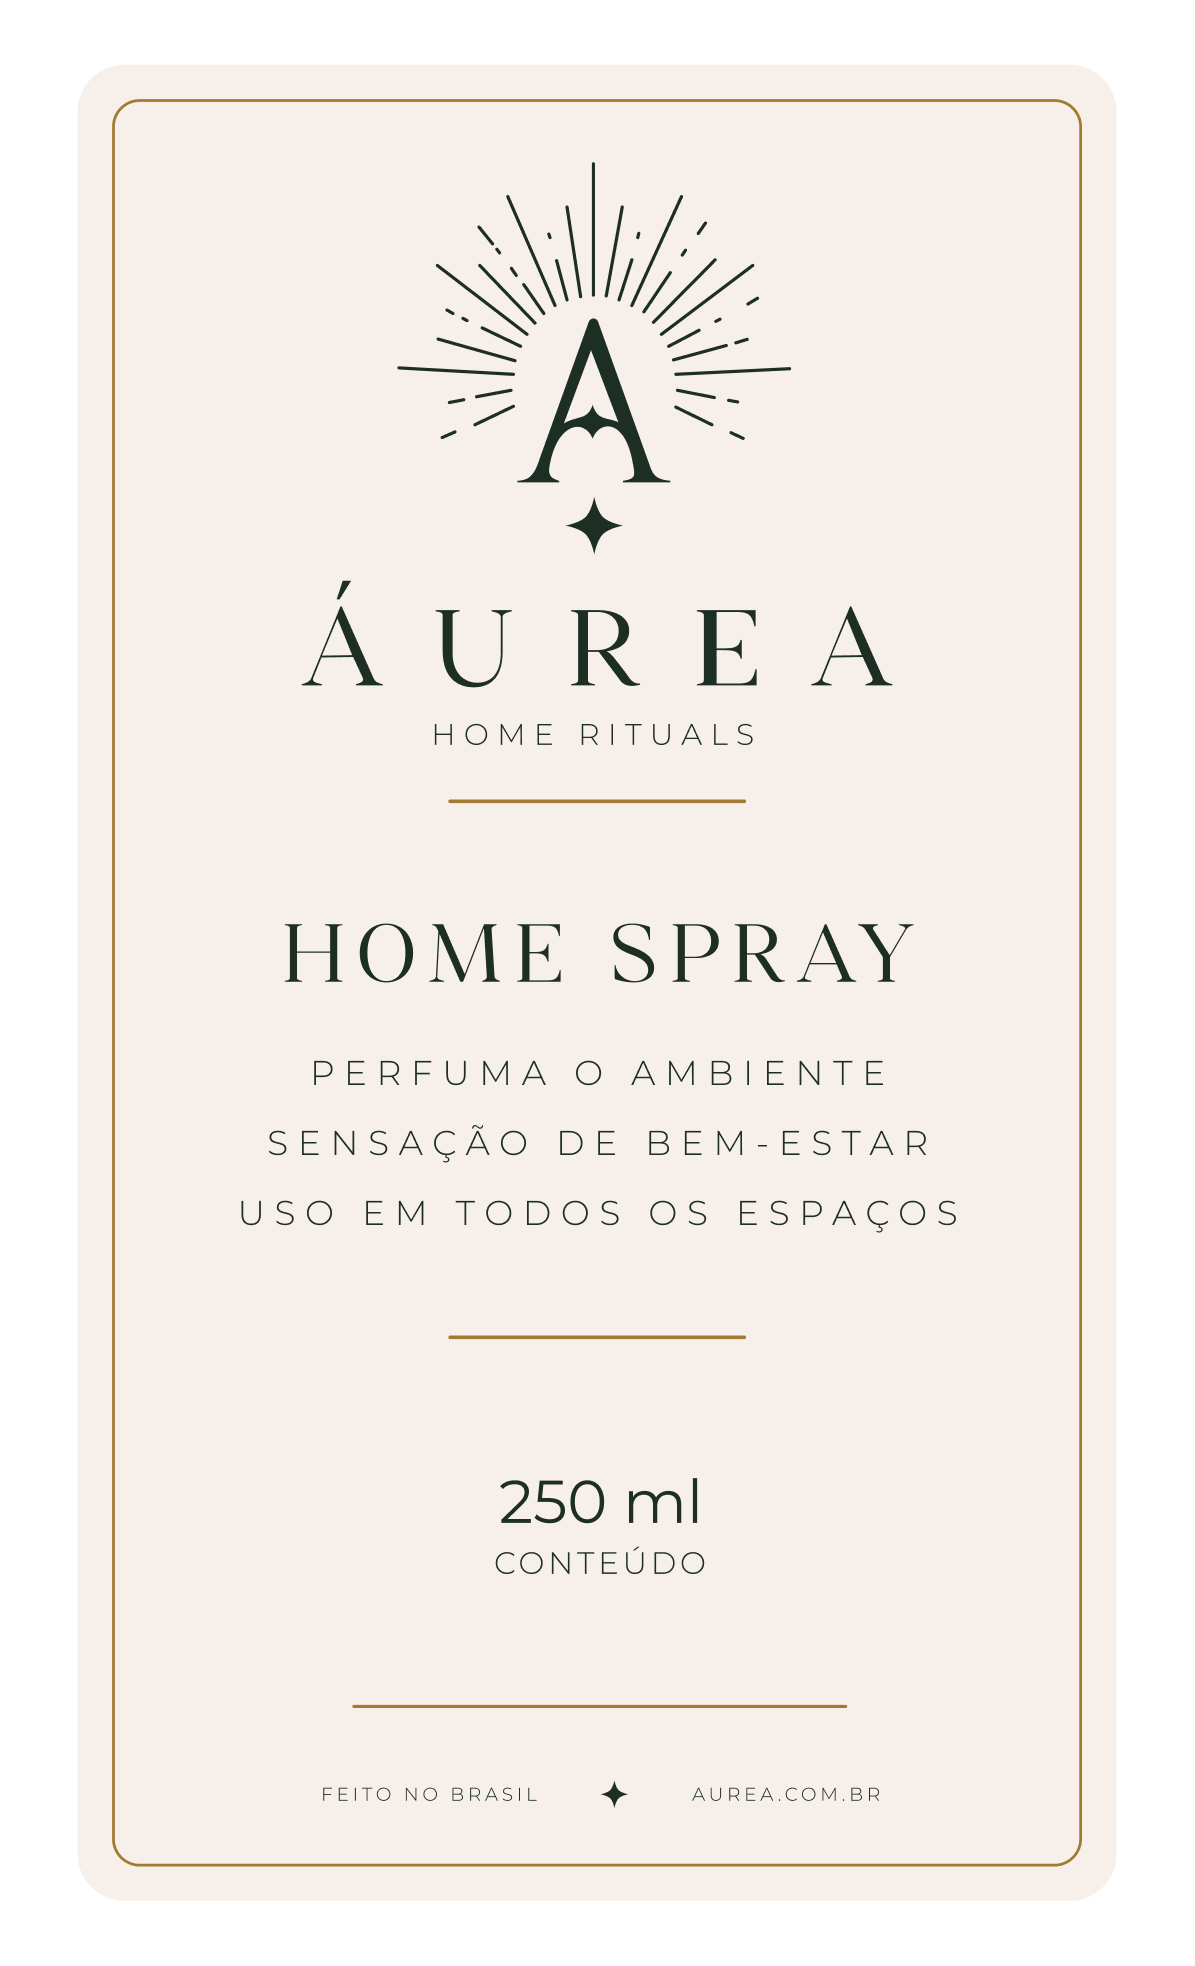 A
ÁUREA
HOME RITUALS
HOME SPRAY
PERFUMA O AMBIENTE
SENSAÇÃO DE BEM-ESTAR
USO EM TODOS OS ESPAÇOS
250 ml
CONTEÚDO
FEITO NO BRASIL ✦ AUREA.COM.BR